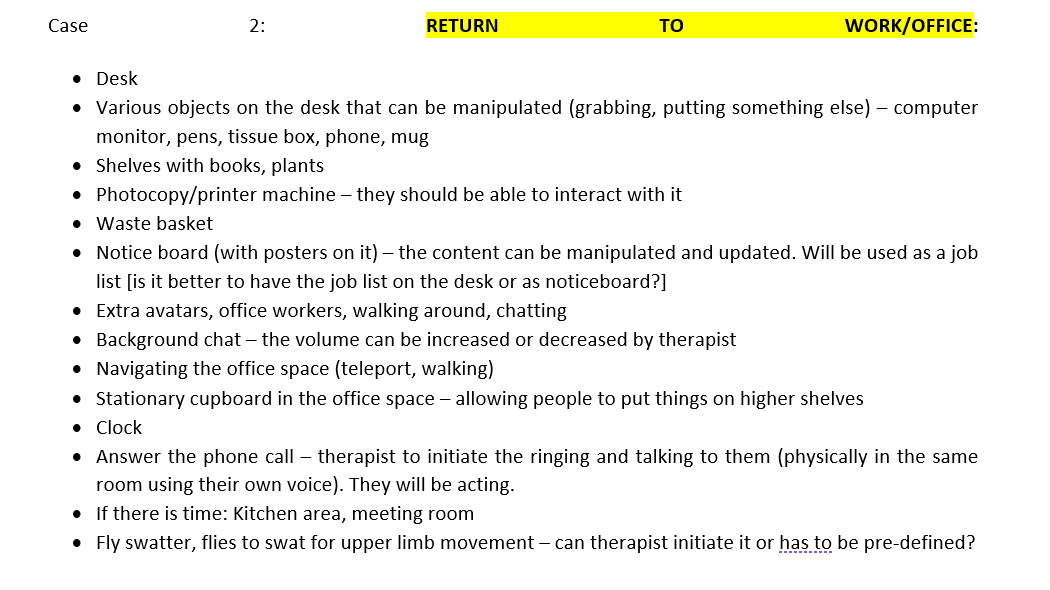 Case 2: RETURN TO WORK/OFFICE:
• Desk
• Various objects on the desk that can be manipulated (grabbing, putting something else) – computer
monitor, pens, tissue box, phone, mug
• Shelves with books, plants
• Photocopy/printer machine – they should be able to interact with it
• Waste basket
• Notice board (with posters on it) – the content can be manipulated and updated. Will be used as a job
list [is it better to have the job list on the desk or as noticeboard?]
• Extra avatars, office workers, walking around, chatting
• Background chat – the volume can be increased or decreased by therapist
• Navigating the office space (teleport, walking)
• Stationary cupboard in the office space – allowing people to put things on higher shelves
• Clock
• Answer the phone call – therapist to initiate the ringing and talking to them (physically in the same
room using their own voice). They will be acting.
• If there is time: Kitchen area, meeting room
• Fly swatter, flies to swat for upper limb movement – can therapist initiate it or has to be pre-defined?